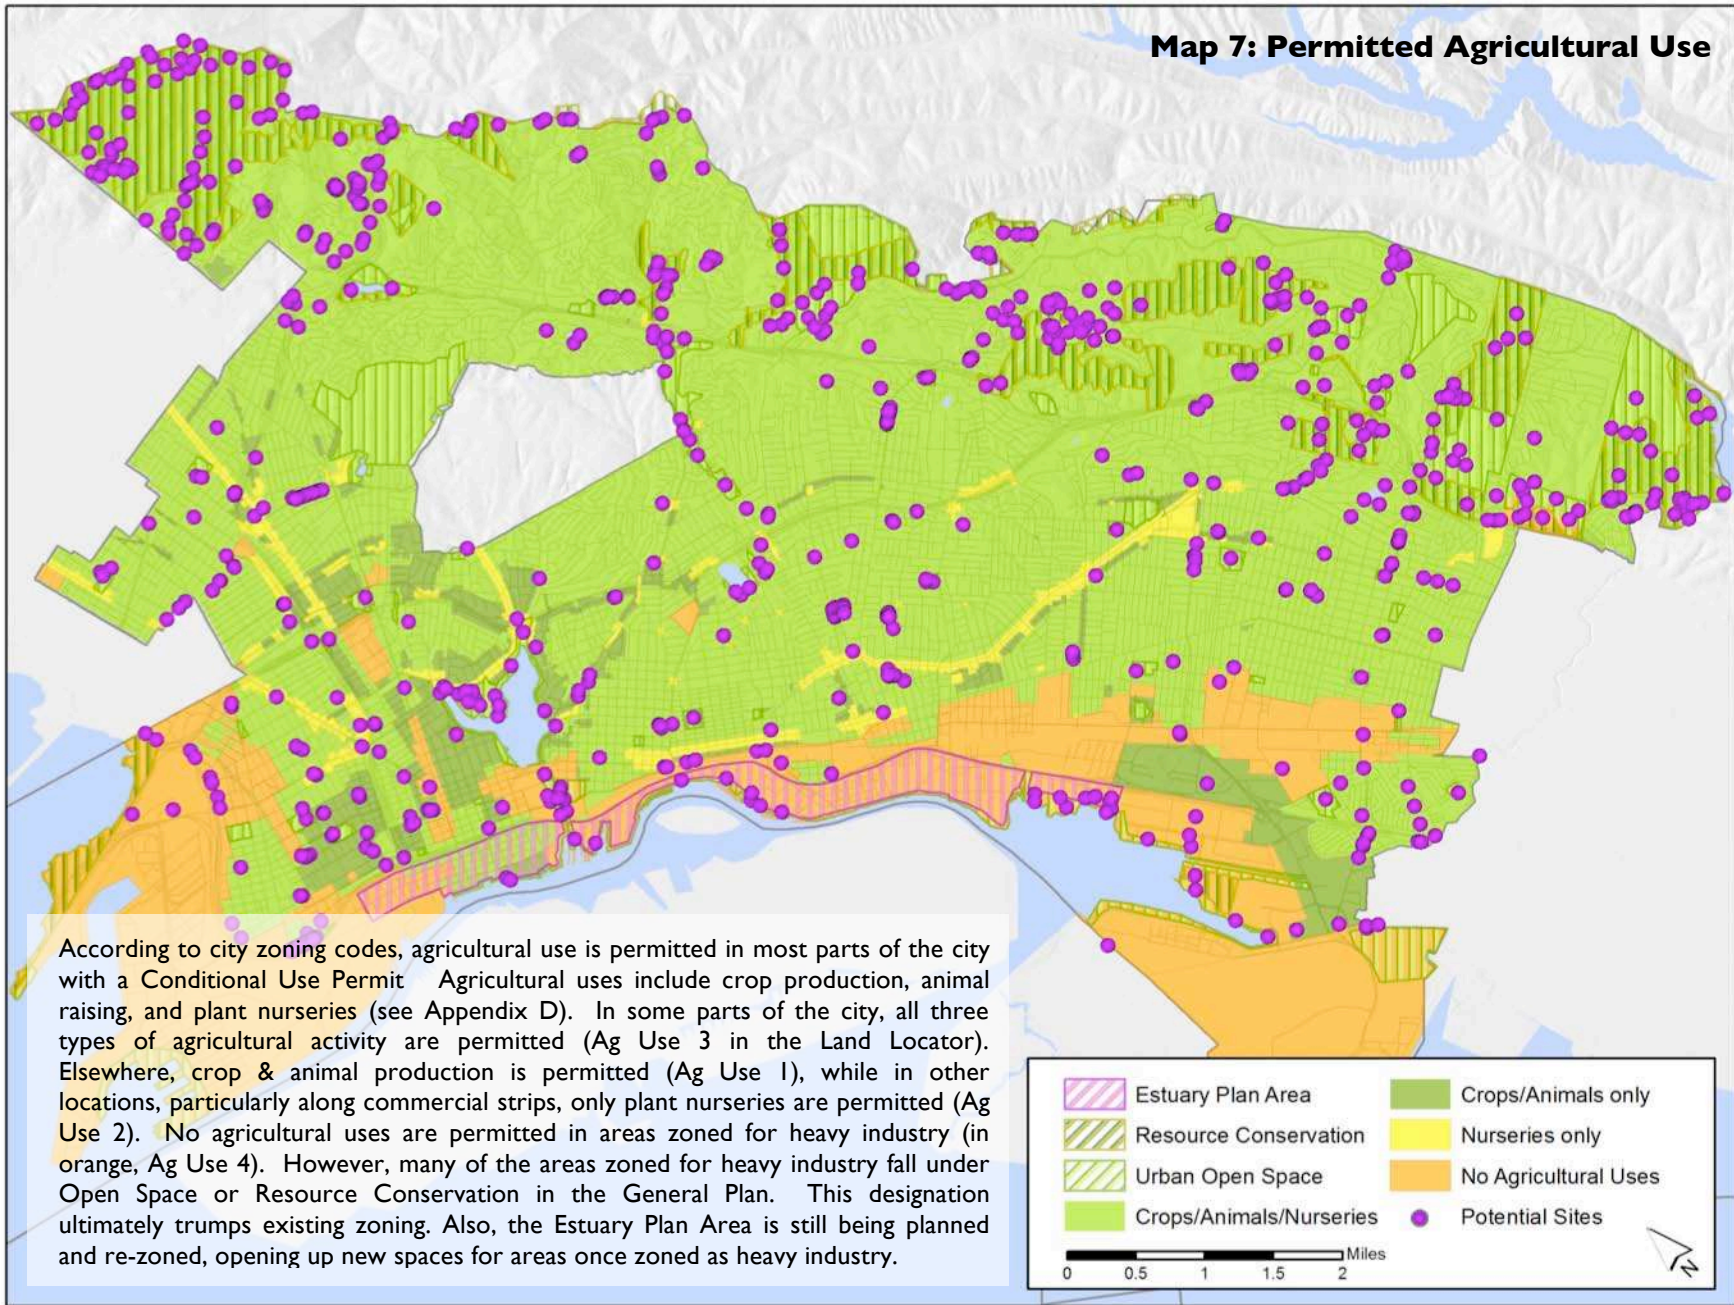 Map 7: Permitted Agricultural Use
According to city zoning codes, agricultural use is permitted in most parts of the city
with a Conditional Use Permit Agricultural uses include crop production, animal
raising, and plant nurseries (see Appendix D). In some parts of the city, all three
types of agricultural activity are permitted (Ag Use 3 in the Land Locator).
Elsewhere, crop & animal production is permitted (Ag Use 1), while in other
locations, particularly along commercial strips, only plant nurseries are permitted (Ag
Use 2). No agricultural uses are permitted in areas zoned for heavy industry (in
orange, Ag Use 4). However, many of the areas zoned for heavy industry fall under
Open Space or Resource Conservation in the General Plan. This designation
ultimately trumps existing zoning. Also, the Estuary Plan Area is still being planned
and re-zoned, opening up new spaces for areas once zoned as heavy industry.
Estuary Plan Area
Resource Conservation
Urban Open Space
Crops/Animals/Nurseries
Crops/Animals only
Nurseries only
No Agricultural Uses
Potential Sites
Miles
0 0.5 1 1.5 2
N